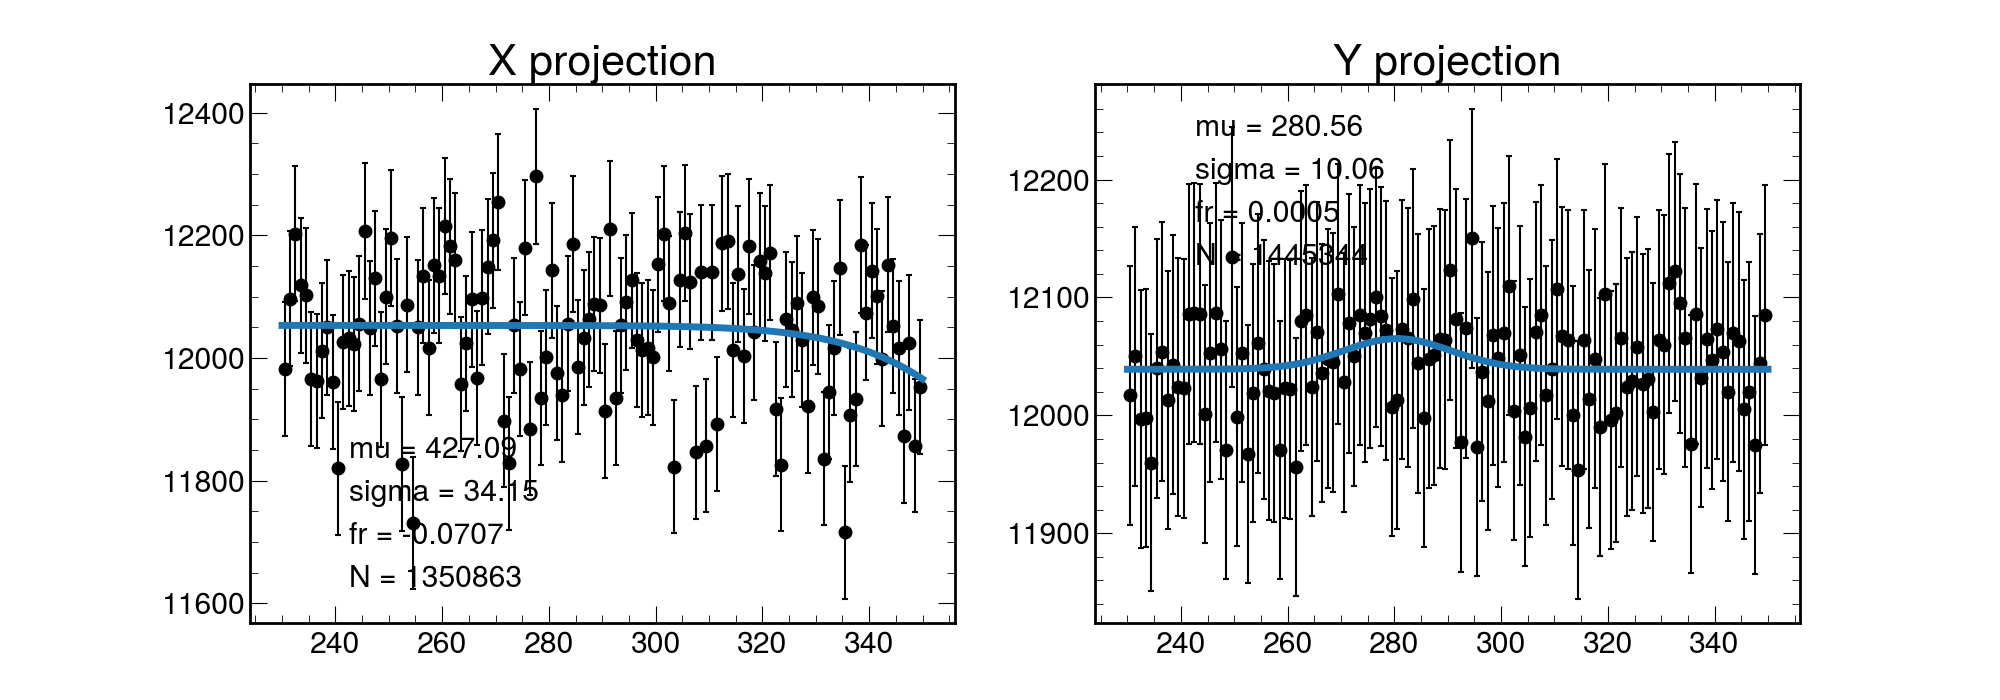 X projection
12400
12200
12000
11800
11600
mu = 427.09
sigma = 34.15
fr = -0.0707
N = 1350863
240 260 280 300 320 340
Y projection
12200
12100
12000
11900
mu = 280.56
sigma = 10.06
fr = 0.0005
N = 1445344
240 260 280 300 320 340